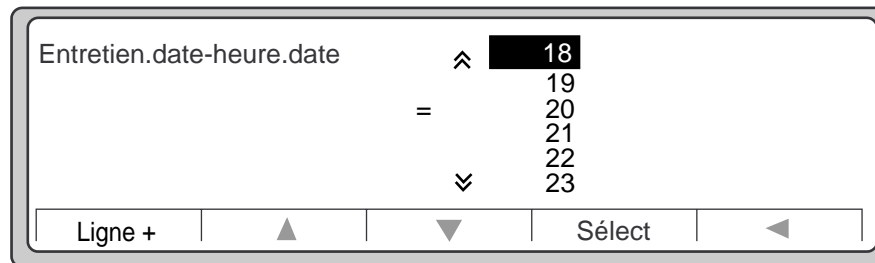 Entretien.date-heure.date 18
19
= 20
21
22
23
Ligne + Sélect